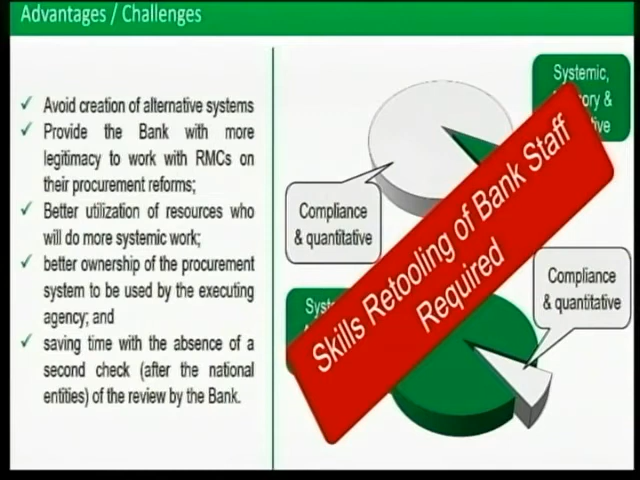 Advantages / Challenges
✓ Avoid creation of alternative systems
✓ Provide the Bank with more
legitimacy to work with RMCs on
their procurement reforms;
✓ Better utilization of resources who
will do more systemic work;
✓ better ownership of the procurement
system to be used by the executing
agency; and
✓ saving time with the absence of a
second check (after the national
entities) of the review by the Bank.
Systemic,
&
Compliance
& quantitative
Skills Retooling of Bank Staff
Required
Compliance
& quantitative